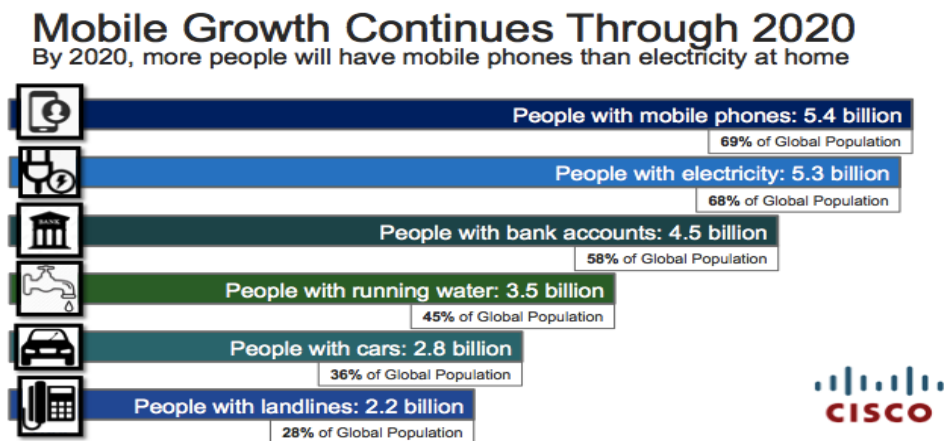 Mobile Growth Continues Through 2020
By 2020, more people will have mobile phones than electricity at home
People with mobile phones: 5.4 billion
69% of Global Population
People with electricity: 5.3 billion
68% of Global Population
BANK
People with bank accounts: 4.5 billion
58% of Global Population
People with running water: 3.5 billion
45% of Global Population
People with cars: 2.8 billion
36% of Global Population
People with landlines: 2.2 billion
28% of Global Population
CISCO